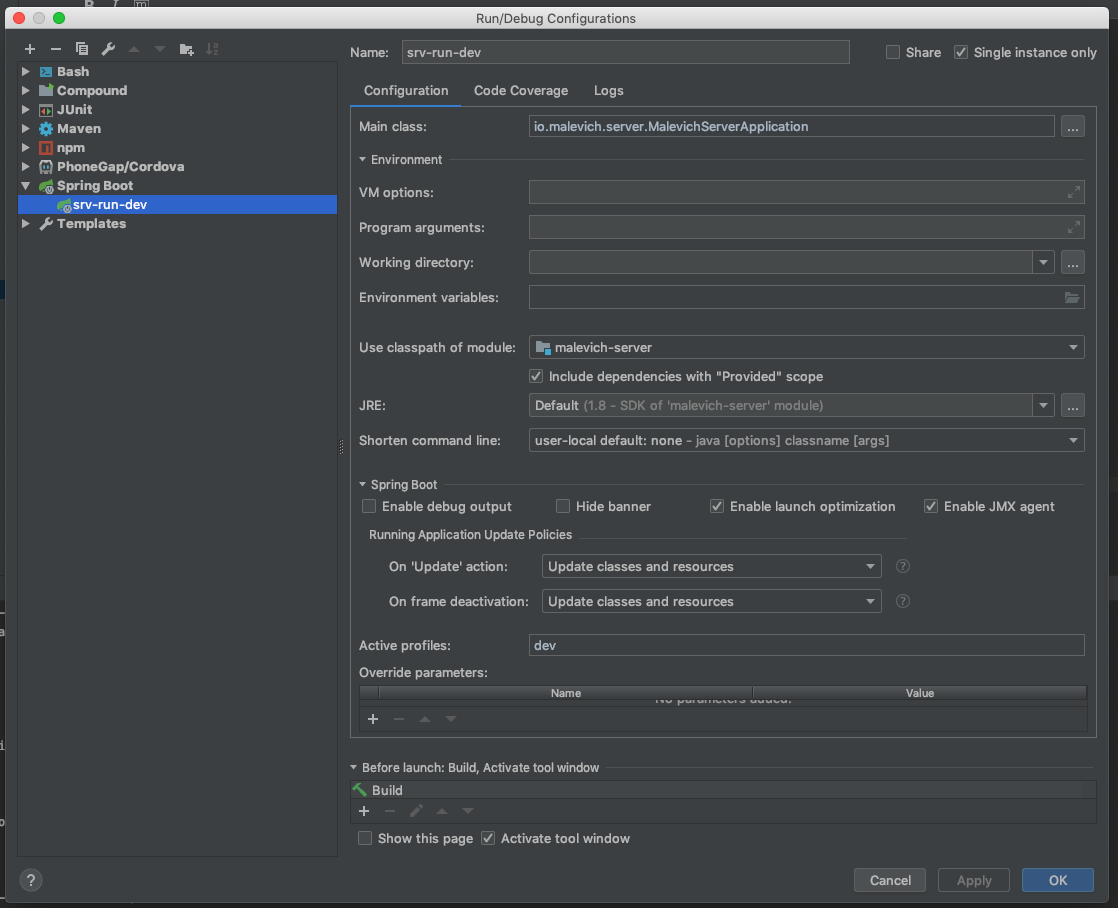 Run/Debug Configurations
Name: srv-run-dev Share Single instance only
Bash
Compound
JUnit
Maven
npm
PhoneGap/Cordova
Spring Boot
srv-run-dev
Templates
Configuration Code Coverage Logs
Main class: io.malevich.server.MalevichServerApplication ...
Environment
VM options:
Program arguments:
Working directory: ...
Environment variables:
Use classpath of module: malevich-server
Include dependencies with "Provided" scope
JRE: Default (1.8 – SDK of 'malevich-server' module) ...
Shorten command line: user-local default: none – java [options] classname [args]
Spring Boot
Enable debug output Hide banner Enable launch optimization Enable JMX agent
Running Application Update Policies
On 'Update' action: Update classes and resources ?
On frame deactivation: Update classes and resources ?
Active profiles: dev
Override parameters:
Name Value
No parameters added.
Before launch: Build, Activate tool window
Build
Show this page Activate tool window
? Cancel Apply OK